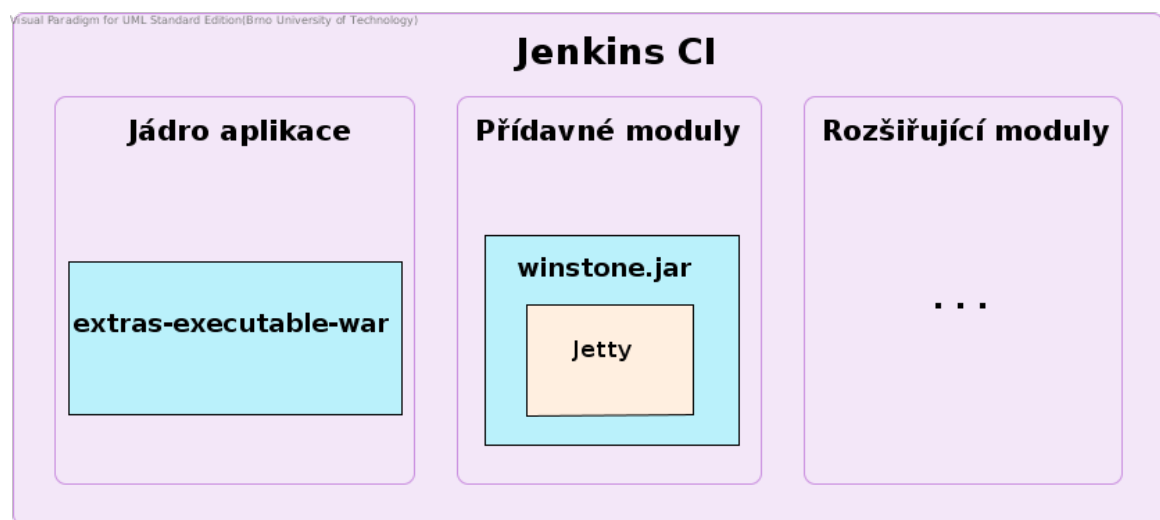 Visual Paradigm for UML Standard Edition(Brno University of Technology)
Jenkins CI
Jádro aplikace
Přídavné moduly
Rozšiřující moduly
extras-executable-war
winstone.jar
Jetty
. . .